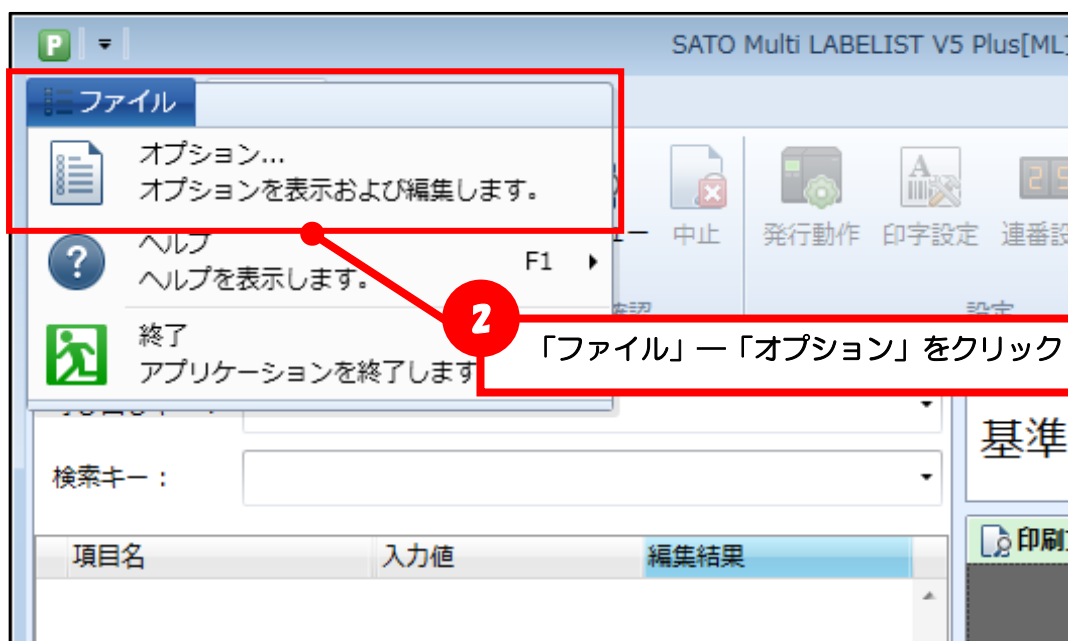 P
SATO Multi LABELIST V5 Plus[ML]
ファイル
オプション...
オプションを表示および編集します。
ヘルプ
ヘルプを表示します。
F1
終了
アプリケーションを終了します
中止
発行動作
印字設定
連番設
設定
2
「ファイル」―「オプション」をクリック
検索キー：
基準
項目名
入力値
編集結果
印刷